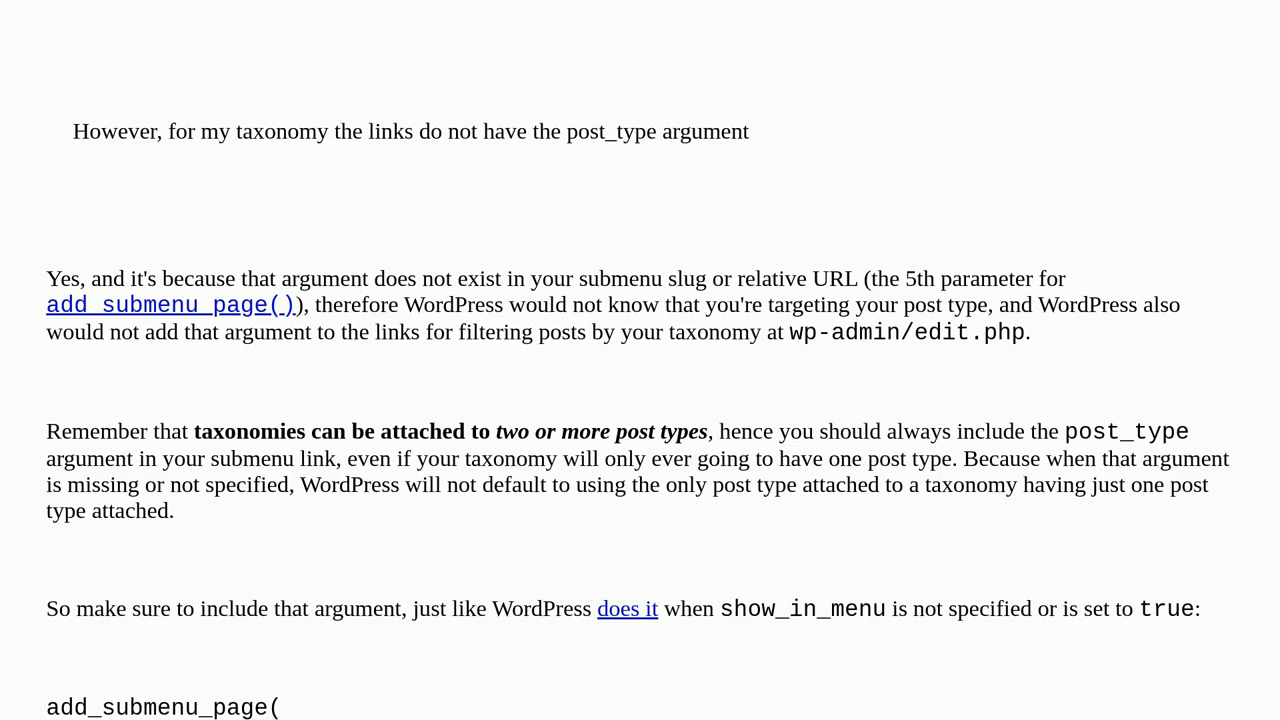 However, for my taxonomy the links do not have the post_type argument
Yes, and it's because that argument does not exist in your submenu slug or relative URL (the 5th parameter for
add_submenu_page()), therefore WordPress would not know that you're targeting your post type, and WordPress also
would not add that argument to the links for filtering posts by your taxonomy at wp-admin/edit.php.
Remember that taxonomies can be attached to two or more post types, hence you should always include the post_type
argument in your submenu link, even if your taxonomy will only ever going to have one post type. Because when that argument
is missing or not specified, WordPress will not default to using the only post type attached to a taxonomy having just one post
type attached.
So make sure to include that argument, just like WordPress does it when show_in_menu is not specified or is set to true:
add_submenu_page(